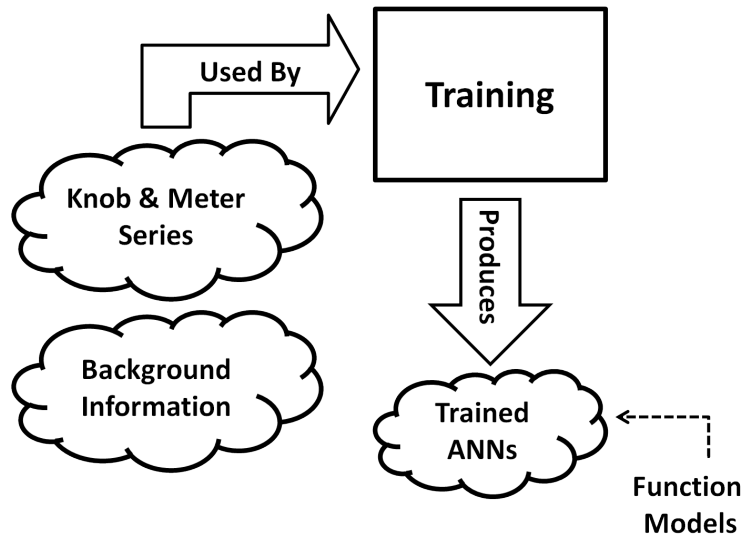 Used By
Training
Knob & Meter
Series
Produces
Background
Information
Trained
ANNs
Function
Models